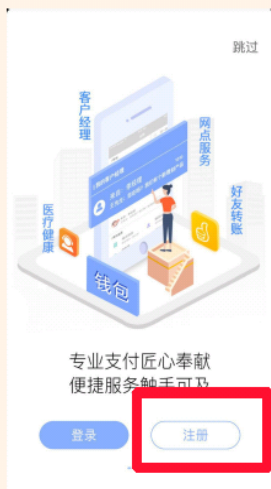 跳过
客户经理
网点服务
医疗健康
好友转账
钱包
专业支付匠心奉献
便捷服务触手可及
登录
注册